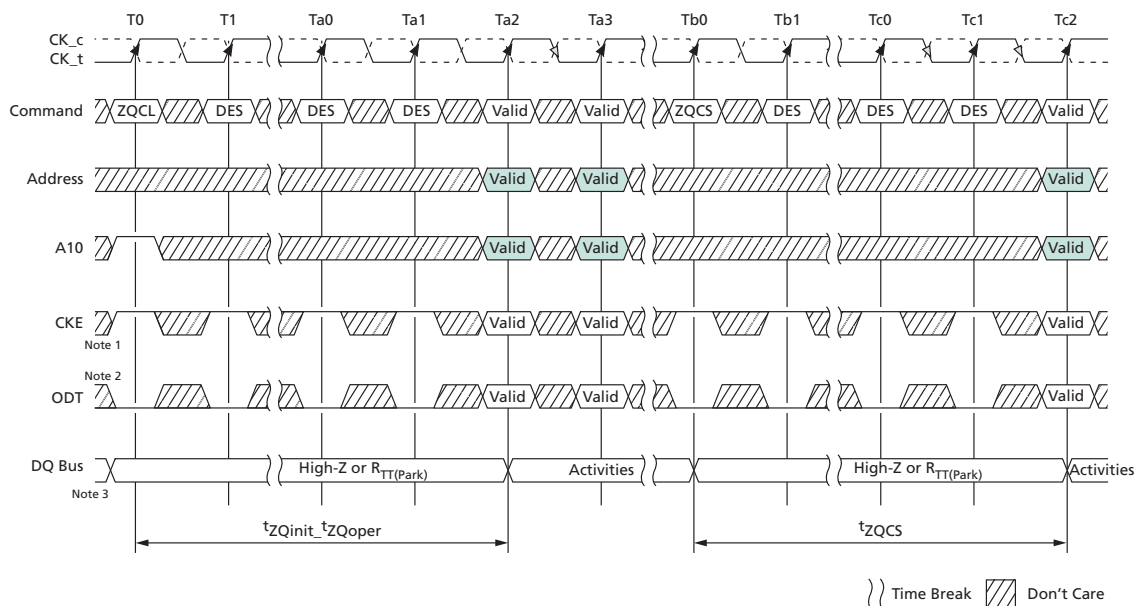 T0 T1 Ta0 Ta1 Ta2 Ta3 Tb0 Tb1 Tc0 Tc1 Tc2
CK_c
CK_t
Command ZQCL DES DES DES Valid Valid ZQCS DES DES DES Valid
Address Valid Valid Valid
A10 Valid Valid Valid
CKE Valid Valid Valid
Note 1
Note 2
ODT Valid Valid Valid
DQ Bus High-Z or RTT(Park) Activities High-Z or RTT(Park) Activities
Note 3
tZQinit_tZQoper tZQCS
Time Break Don't Care